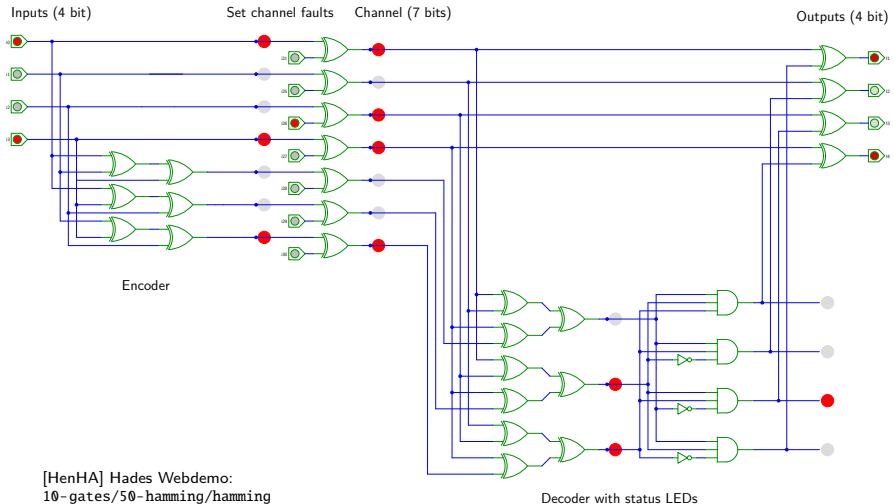 Inputs (4 bit)
Set channel faults
Channel (7 bits)
Outputs (4 bit)
Encoder
[HenHA] Hades Webdemo:
10-gates/50-hamming/hamming
Decoder with status LEDs